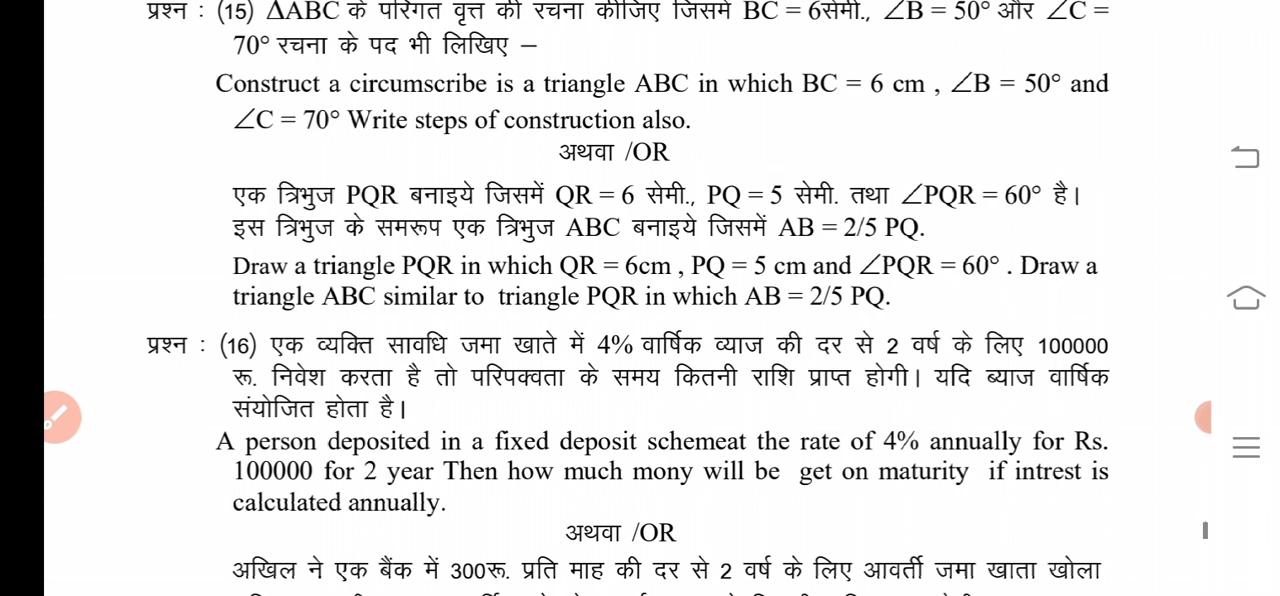 प्रश्न : (15) ΔABC के परिगत वृत्त की रचना कीजिए जिसमें BC = 6सेमी., ∠B = 50° और ∠C =
70° रचना के पद भी लिखिए –
Construct a circumscribe is a triangle ABC in which BC = 6 cm , ∠B = 50° and
∠C = 70° Write steps of construction also.
अथवा /OR
एक त्रिभुज PQR बनाइये जिसमें QR = 6 सेमी., PQ = 5 सेमी. तथा ∠PQR = 60° है।
इस त्रिभुज के समरूप एक त्रिभुज ABC बनाइये जिसमें AB = 2/5 PQ.
Draw a triangle PQR in which QR = 6cm , PQ = 5 cm and ∠PQR = 60° . Draw a
triangle ABC similar to triangle PQR in which AB = 2/5 PQ.
प्रश्न : (16) एक व्यक्ति सावधि जमा खाते में 4% वार्षिक व्याज की दर से 2 वर्ष के लिए 100000
रू. निवेश करता है तो परिपक्वता के समय कितनी राशि प्राप्त होगी। यदि ब्याज वार्षिक
संयोजित होता है।
A person deposited in a fixed deposit schemeat the rate of 4% annually for Rs.
100000 for 2 year Then how much mony will be get on maturity if intrest is
calculated annually.
अथवा /OR
अखिल ने एक बैंक में 300रू. प्रति माह की दर से 2 वर्ष के लिए आवर्ती जमा खाता खोला